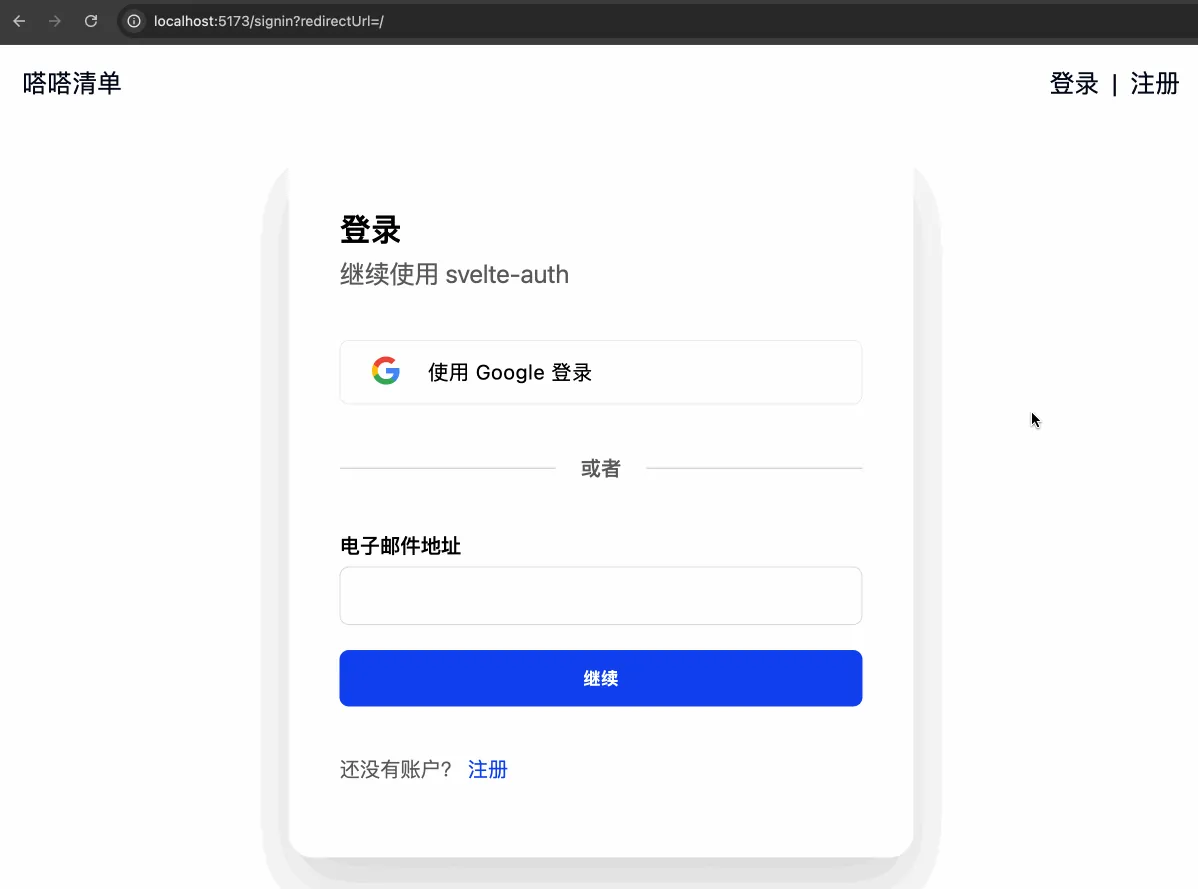 localhost:5173/signin?redirectUrl=/
嗒嗒清单
登录 | 注册
登录
继续使用 svelte-auth
使用 Google 登录
或者
电子邮件地址
继续
还没有账户? 注册